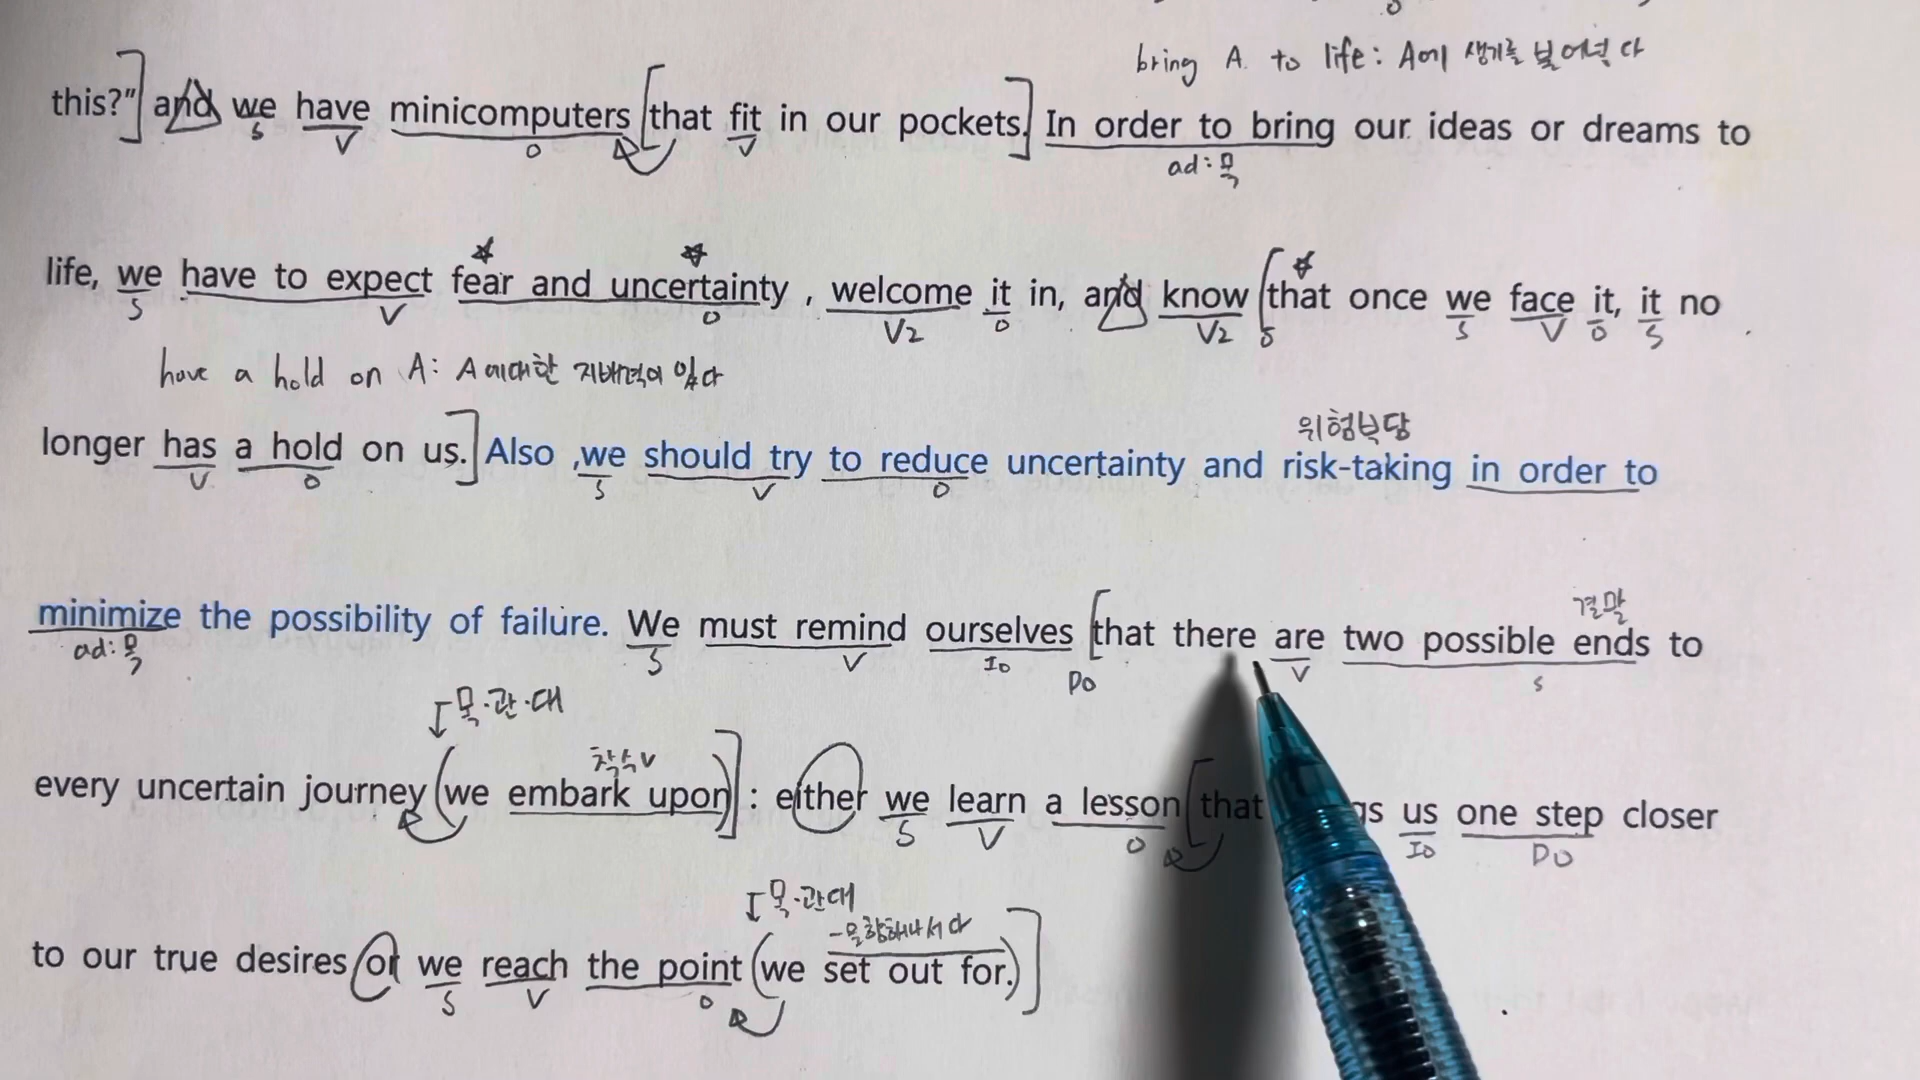 bring A. to life: A에 생기를 불어넣다
this?" and we have minicomputers that fit in our pockets. In order to bring our ideas or dreams to
S V O V ad:목
life, we have to expect fear and uncertainty , welcome it in, and know that once we face it, it no
S V O V2 O V2 O S V O S
have a hold on A: A에대한 지배력이 있다
위험부담
longer has a hold on us. Also ,we should try to reduce uncertainty and risk-taking in order to
V O S V O
결말
minimize the possibility of failure. We must remind ourselves that there are two possible ends to
ad:목 S V IO DO V S
목·관·대
착수V
every uncertain journey (we embark upon) : either we learn a lesson that us one step closer
S V O IO DO
목·관대
~을 향해나서다
to our true desires or we reach the point (we set out for.)
S V O